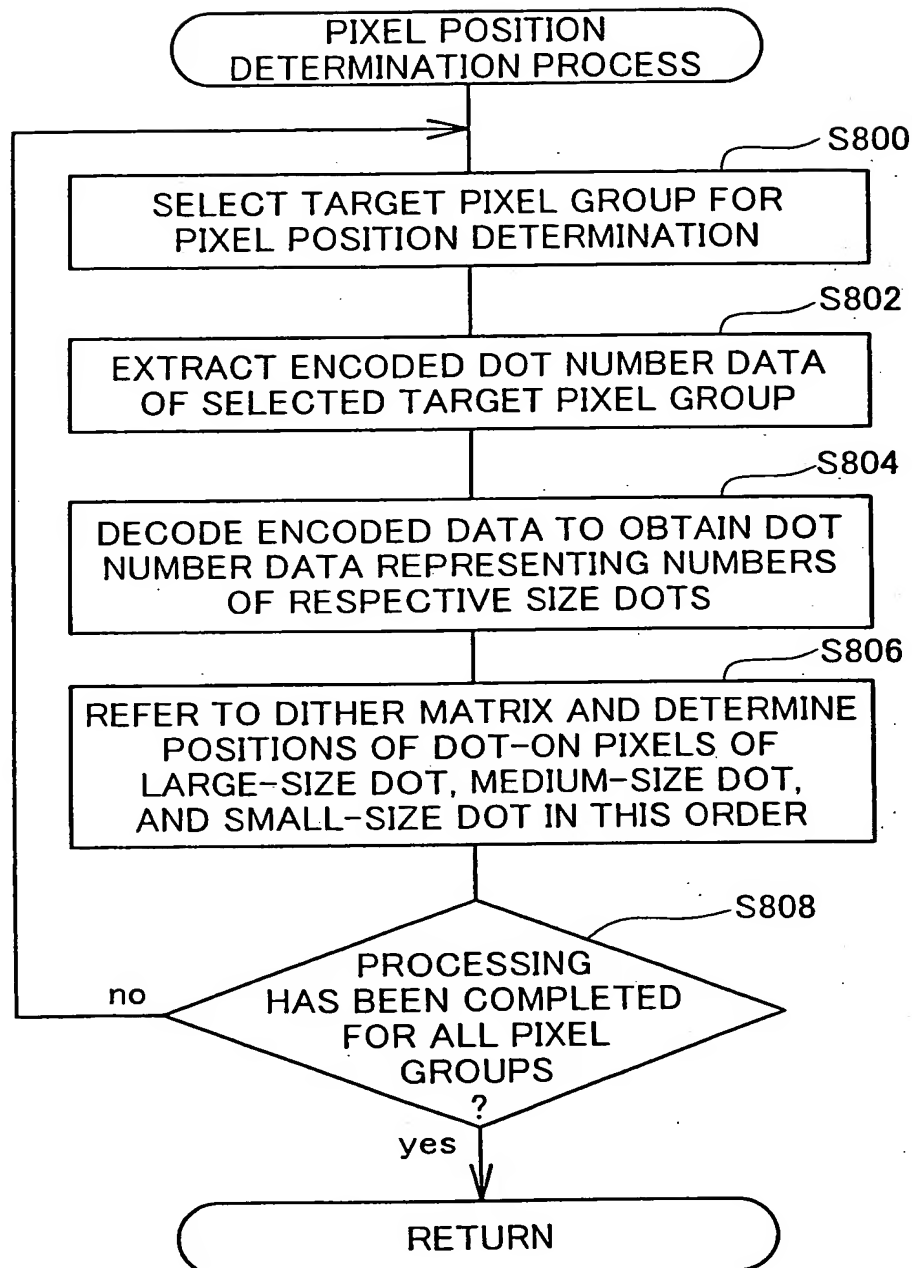 PIXEL POSITION
DETERMINATION PROCESS
S800
SELECT TARGET PIXEL GROUP FOR
PIXEL POSITION DETERMINATION
S802
EXTRACT ENCODED DOT NUMBER DATA
OF SELECTED TARGET PIXEL GROUP
S804
DECODE ENCODED DATA TO OBTAIN DOT
NUMBER DATA REPRESENTING NUMBERS
OF RESPECTIVE SIZE DOTS
S806
REFER TO DITHER MATRIX AND DETERMINE
POSITIONS OF DOT-ON PIXELS OF
LARGE-SIZE DOT, MEDIUM-SIZE DOT,
AND SMALL-SIZE DOT IN THIS ORDER
S808
PROCESSING
HAS BEEN COMPLETED
FOR ALL PIXEL
GROUPS
?
no
yes
RETURN